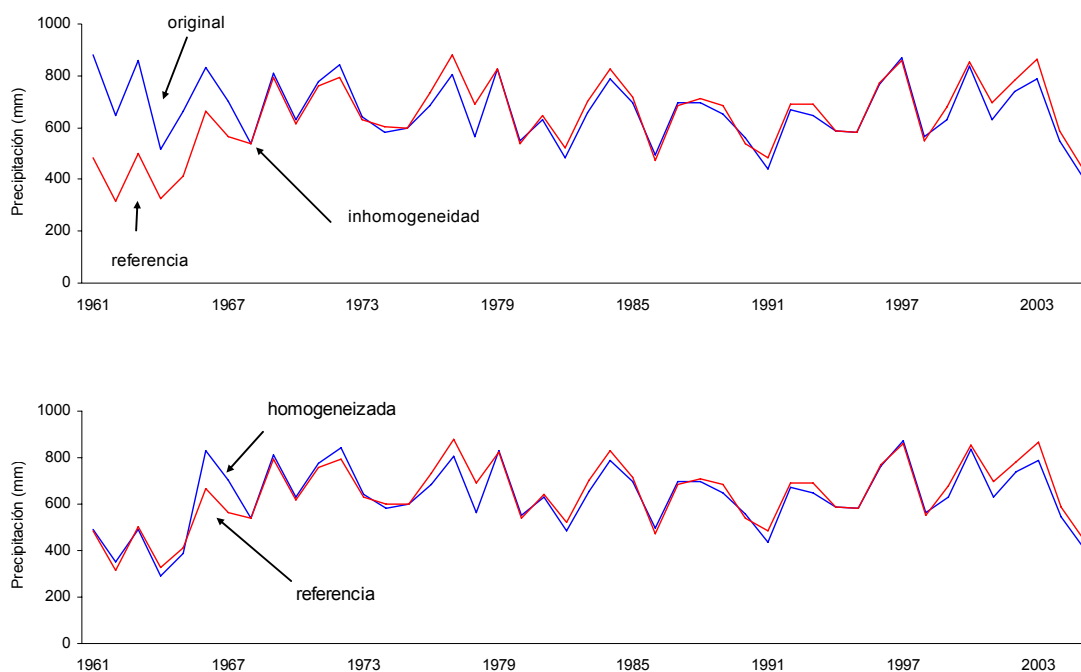 1000
original
800
600
400
inhomogeneidad
200
referencia
0
Precipitación (mm)
1961 1967 1973 1979 1985 1991 1997 2003
1000
homogeneizada
800
600
400
200
referencia
0
Precipitación (mm)
1961 1967 1973 1979 1985 1991 1997 2003